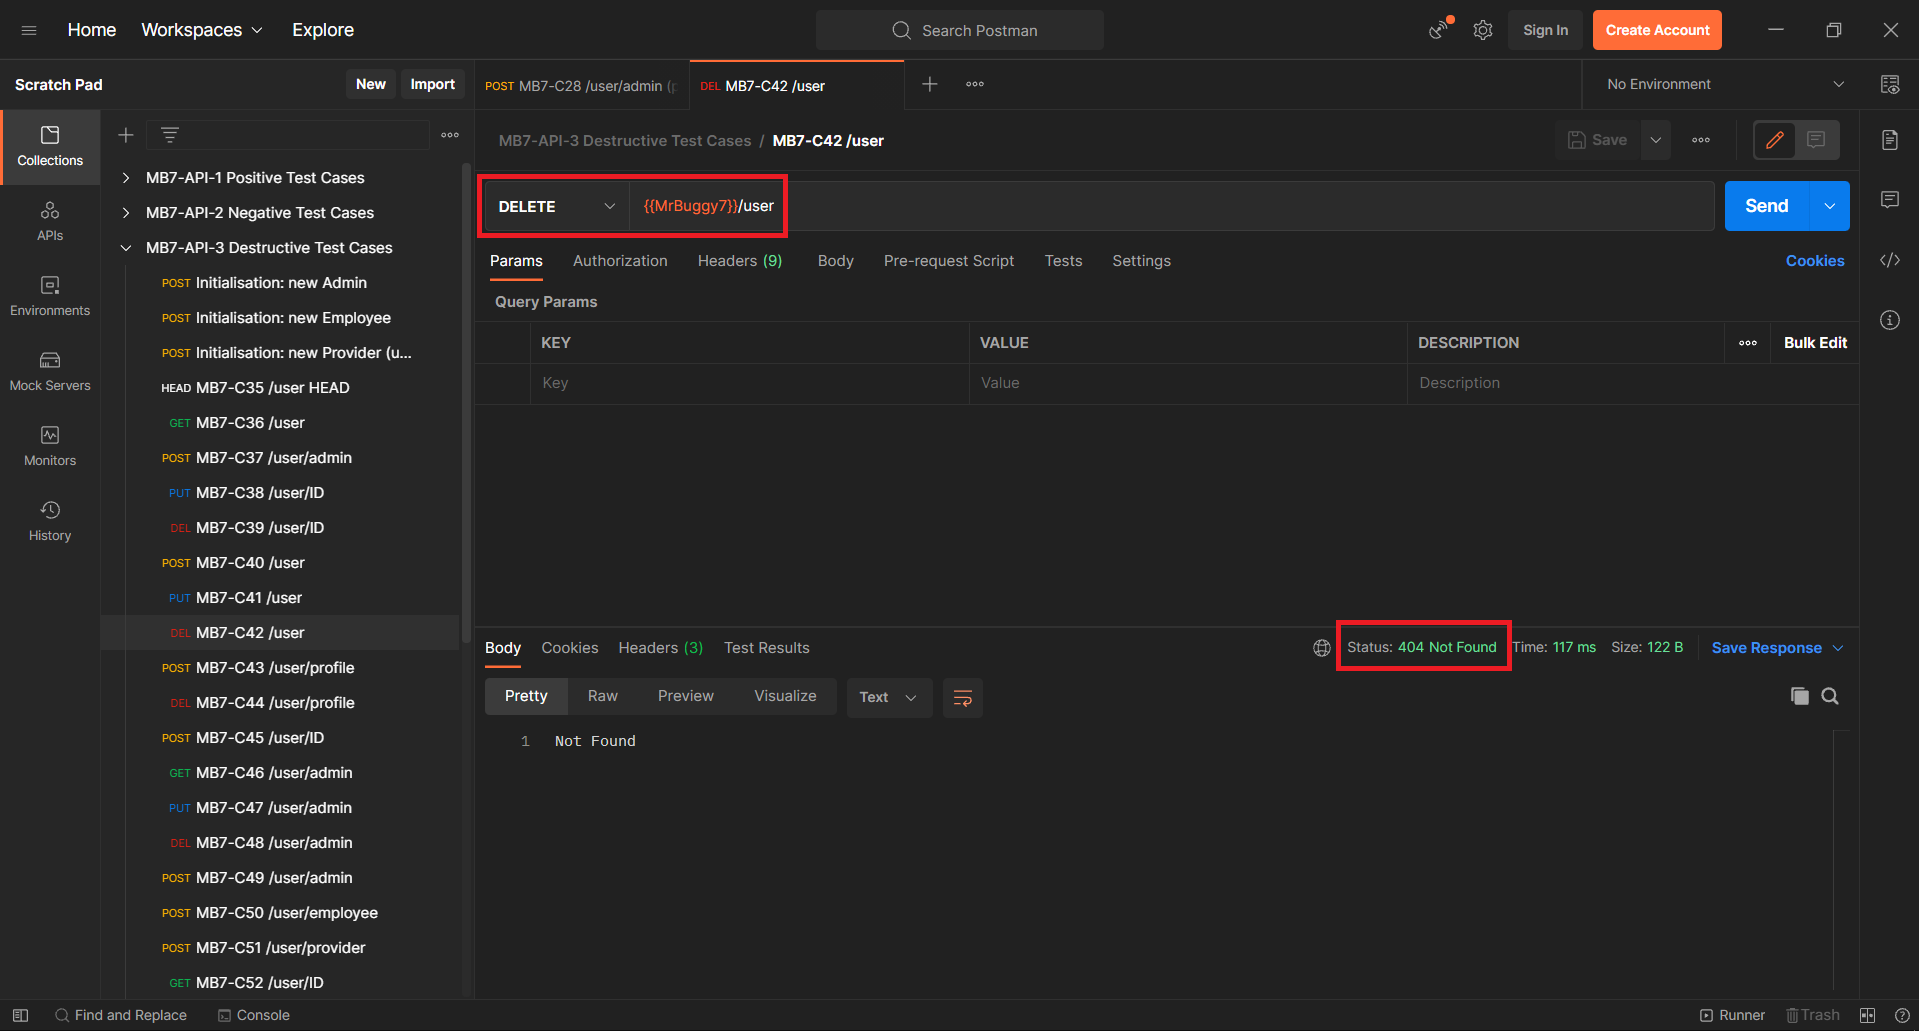 Home Workspaces Explore Search Postman Sign In Create Account
Scratch Pad New Import POST MB7-C28 /user/admin (p DEL MB7-C42 /user No Environment
MB7-API-3 Destructive Test Cases / MB7-C42 /user Save
Collections
APIs
Environments
Mock Servers
Monitors
History
MB7-API-1 Positive Test Cases
MB7-API-2 Negative Test Cases
MB7-API-3 Destructive Test Cases
POST Initialisation: new Admin
POST Initialisation: new Employee
POST Initialisation: new Provider (u...
HEAD MB7-C35 /user HEAD
GET MB7-C36 /user
POST MB7-C37 /user/admin
PUT MB7-C38 /user/ID
DEL MB7-C39 /user/ID
POST MB7-C40 /user
PUT MB7-C41 /user
DEL MB7-C42 /user
POST MB7-C43 /user/profile
DEL MB7-C44 /user/profile
POST MB7-C45 /user/ID
GET MB7-C46 /user/admin
PUT MB7-C47 /user/admin
DEL MB7-C48 /user/admin
POST MB7-C49 /user/admin
POST MB7-C50 /user/employee
POST MB7-C51 /user/provider
GET MB7-C52 /user/ID
DELETE {{MrBuggy7}}/user Send
Params Authorization Headers (9) Body Pre-request Script Tests Settings Cookies
Query Params
KEY VALUE DESCRIPTION Bulk Edit
Key Value Description
Body Cookies Headers (3) Test Results Status: 404 Not Found Time: 117 ms Size: 122 B Save Response
Pretty Raw Preview Visualize Text
1 Not Found
Find and Replace Console Runner Trash